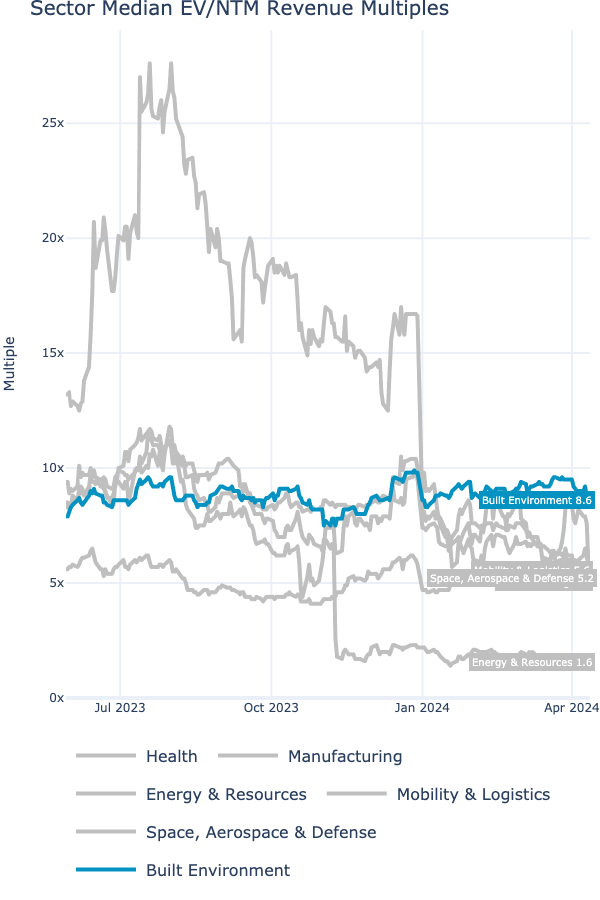 Sector Median EV/NTM Revenue Multiples
25x
20x
15x
10x
5x
0x
Multiple
Built Environment 8.6
Space, Aerospace & Defense 5.2
Energy & Resources 1.6
Jul 2023 Oct 2023 Jan 2024 Apr 2024
Health Manufacturing
Energy & Resources Mobility & Logistics
Space, Aerospace & Defense
Built Environment